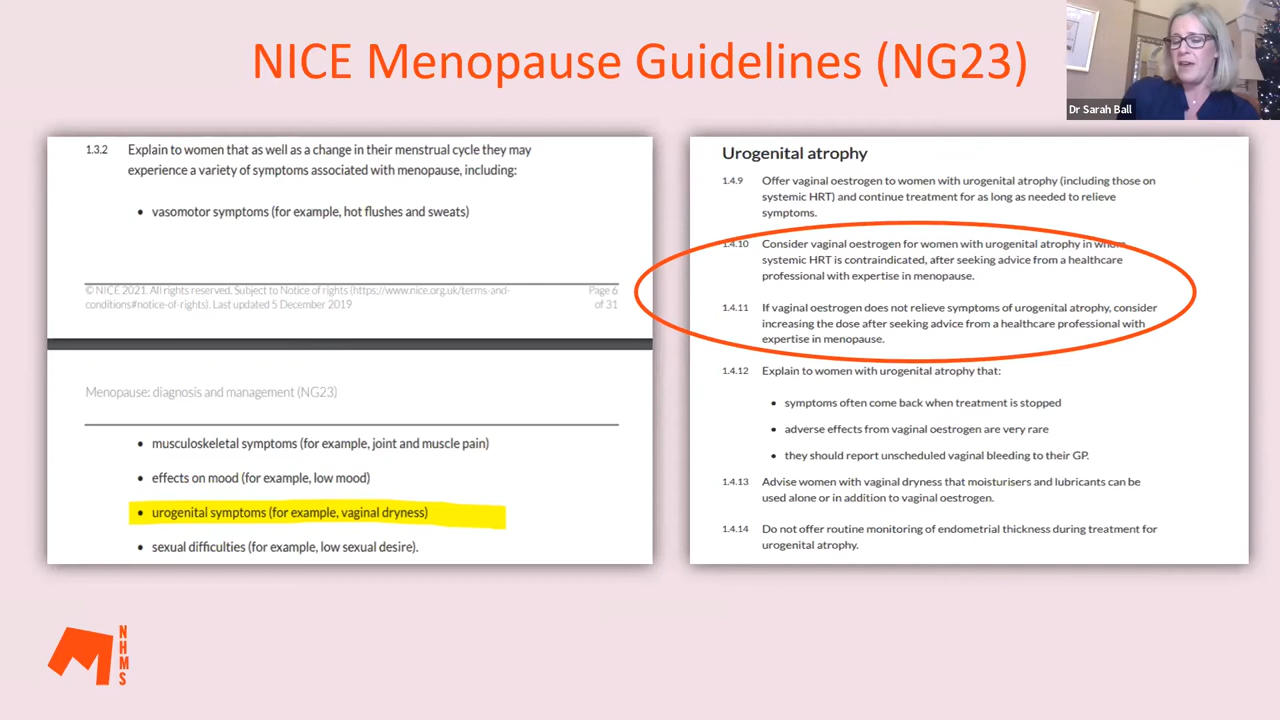 NICE Menopause Guidelines (NG23)
Dr Sarah Ball
1.3.2 Explain to women that as well as a change in their menstrual cycle they may
experience a variety of symptoms associated with menopause, including:
• vasomotor symptoms (for example, hot flushes and sweats)
© NICE 2021. All rights reserved. Subject to Notice of rights (https://www.nice.org.uk/terms-and- Page 6
conditions#notice-of-rights). Last updated 5 December 2019 of 31
Menopause: diagnosis and management (NG23)
• musculoskeletal symptoms (for example, joint and muscle pain)
• effects on mood (for example, low mood)
• urogenital symptoms (for example, vaginal dryness)
• sexual difficulties (for example, low sexual desire).
Urogenital atrophy
1.4.9 Offer vaginal oestrogen to women with urogenital atrophy (including those on
systemic HRT) and continue treatment for as long as needed to relieve
symptoms.
1.4.10 Consider vaginal oestrogen for women with urogenital atrophy in whom
systemic HRT is contraindicated, after seeking advice from a healthcare
professional with expertise in menopause.
1.4.11 If vaginal oestrogen does not relieve symptoms of urogenital atrophy, consider
increasing the dose after seeking advice from a healthcare professional with
expertise in menopause.
1.4.12 Explain to women with urogenital atrophy that:
• symptoms often come back when treatment is stopped
• adverse effects from vaginal oestrogen are very rare
• they should report unscheduled vaginal bleeding to their GP.
1.4.13 Advise women with vaginal dryness that moisturisers and lubricants can be
used alone or in addition to vaginal oestrogen.
1.4.14 Do not offer routine monitoring of endometrial thickness during treatment for
urogenital atrophy.
NHMS